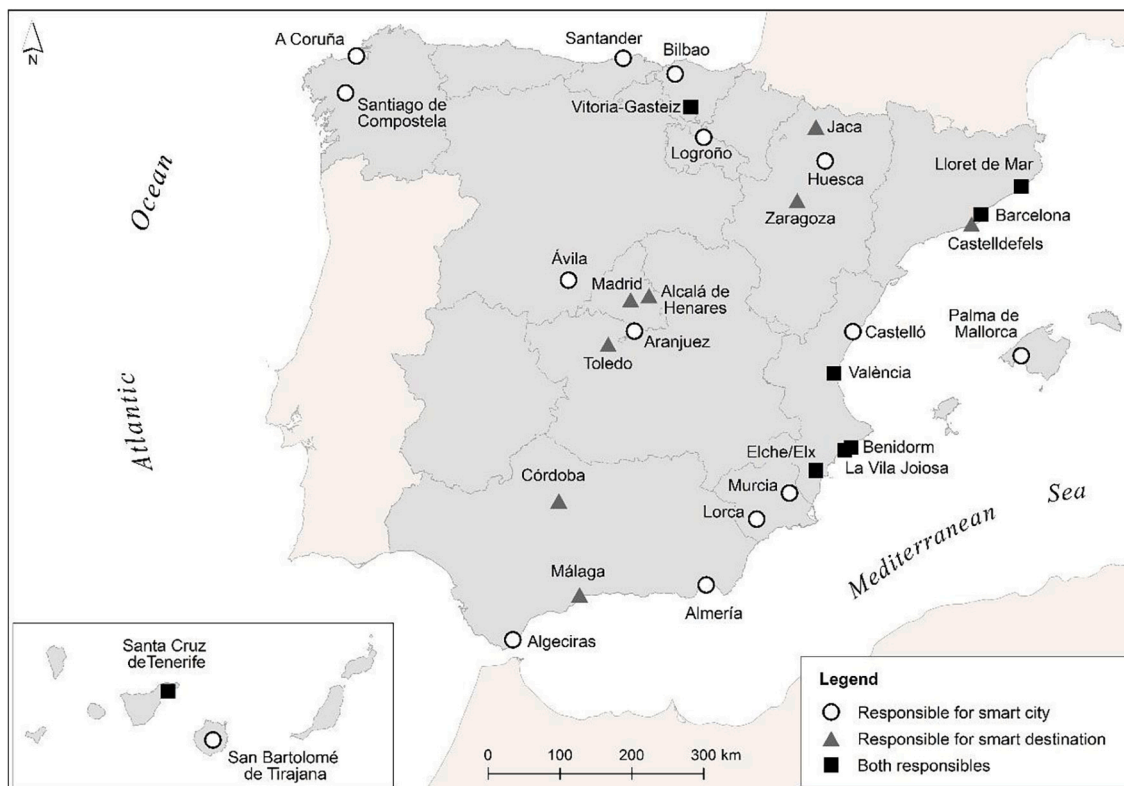 N
A Coruña
Santander
Bilbao
Santiago de
Compostela
Vitoria-Gasteiz
Logroño
Jaca
Huesca
Lloret de Mar
Zaragoza
Barcelona
Castelldefels
Ocean
Ávila
Madrid
Alcalá de
Henares
Aranjuez
Toledo
Castelló
Palma de
Mallorca
València
Atlantic
Benidorm
La Vila Joiosa
Elche/Elx
Córdoba
Murcia
Lorca
Mediterranean
Sea
Málaga
Almería
Algeciras
Santa Cruz
deTenerife
San Bartolomé
de Tirajana
0 100 200 300 km
Legend
Responsible for smart city
Responsible for smart destination
Both responsibles